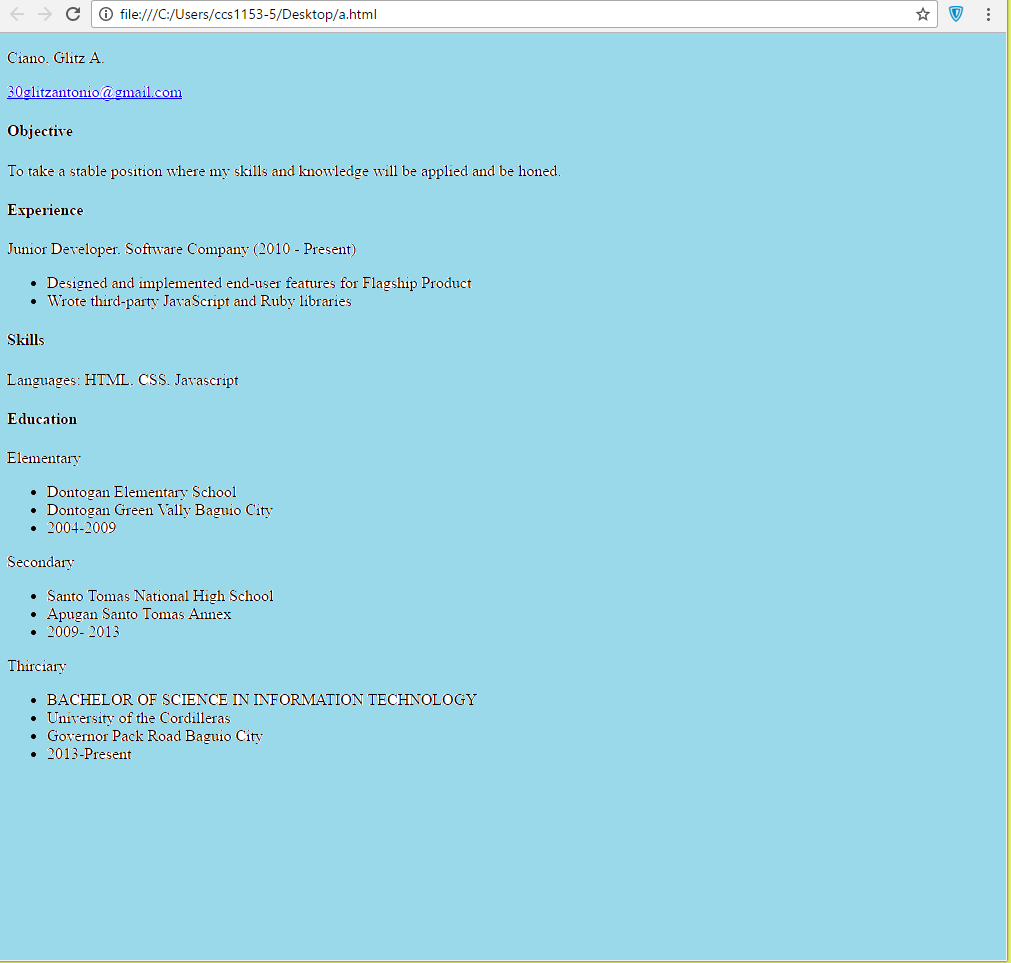 file:///C:/Users/ccs1153-5/Desktop/a.html
Ciano, Glitz A.
30glitzantonio@gmail.com
Objective
To take a stable position where my skills and knowledge will be applied and be honed.
Experience
Junior Developer, Software Company (2010 - Present)
Designed and implemented end-user features for Flagship Product
Wrote third-party JavaScript and Ruby libraries
Skills
Languages: HTML, CSS, Javascript
Education
Elementary
Dontogan Elementary School
Dontogan Green Vally Baguio City
2004-2009
Secondary
Santo Tomas National High School
Apugan Santo Tomas Annex
2009- 2013
Thirciary
BACHELOR OF SCIENCE IN INFORMATION TECHNOLOGY
University of the Cordilleras
Governor Pack Road Baguio City
2013-Present